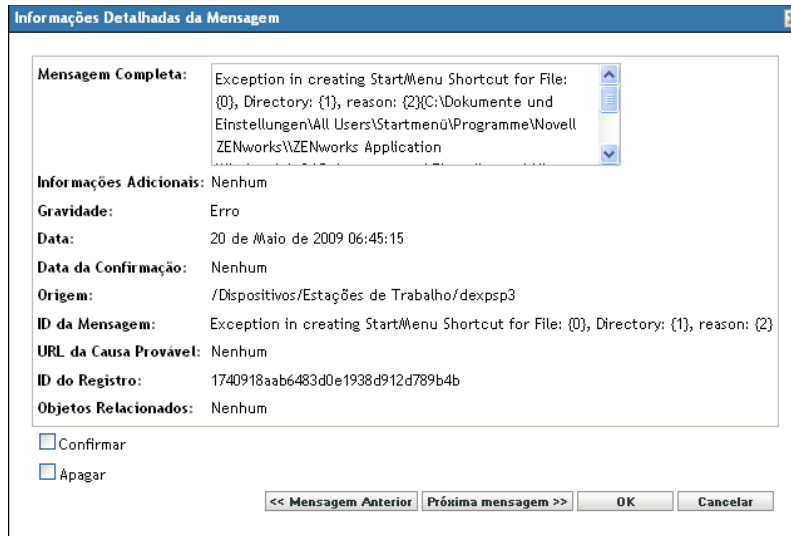 Informações Detalhadas da Mensagem
Mensagem Completa: Exception in creating StartMenu Shortcut for File:
{0}, Directory: {1}, reason: {2}{C:\Dokumente und
Einstellungen\All Users\Startmenü\Programme\Novell
ZENworks\\ZENworks Application
Informações Adicionais: Nenhum
Gravidade: Erro
Data: 20 de Maio de 2009 06:45:15
Data da Confirmação: Nenhum
Origem: /Dispositivos/Estações de Trabalho/dexpsp3
ID da Mensagem: Exception in creating StartMenu Shortcut for File: {0}, Directory: {1}, reason: {2}
URL da Causa Provável: Nenhum
ID do Registro: 1740918aab6483d0e1938d912d789b4b
Objetos Relacionados: Nenhum
Confirmar
Apagar
<< Mensagem Anterior Próxima mensagem >> OK Cancelar